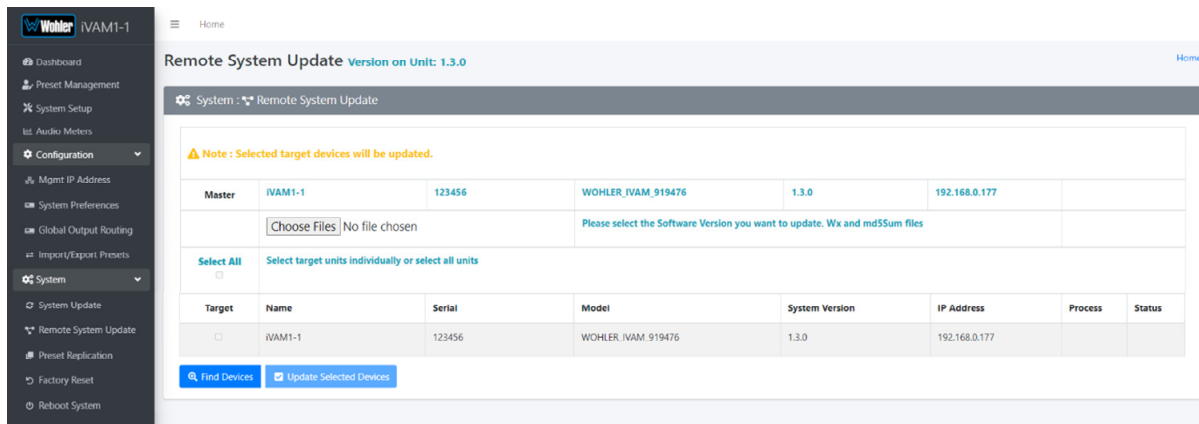 Wohler iVAM1-1
Home
Dashboard
Preset Management
System Setup
Audio Meters
Configuration
Mgmt IP Address
System Preferences
Global Output Routing
Import/Export Presets
System
System Update
Remote System Update
Preset Replication
Factory Reset
Reboot System
Remote System Update Version on Unit: 1.3.0
Home
System : Remote System Update
Note : Selected target devices will be updated.
Master iVAM1-1 123456 WOHLER_IVAM_919476 1.3.0 192.168.0.177
Choose Files No file chosen Please select the Software Version you want to update. Wx and md5Sum files
Select All Select target units individually or select all units
Target Name Serial Model System Version IP Address Process Status
iVAM1-1 123456 WOHLER_IVAM_919476 1.3.0 192.168.0.177
Find Devices Update Selected Devices